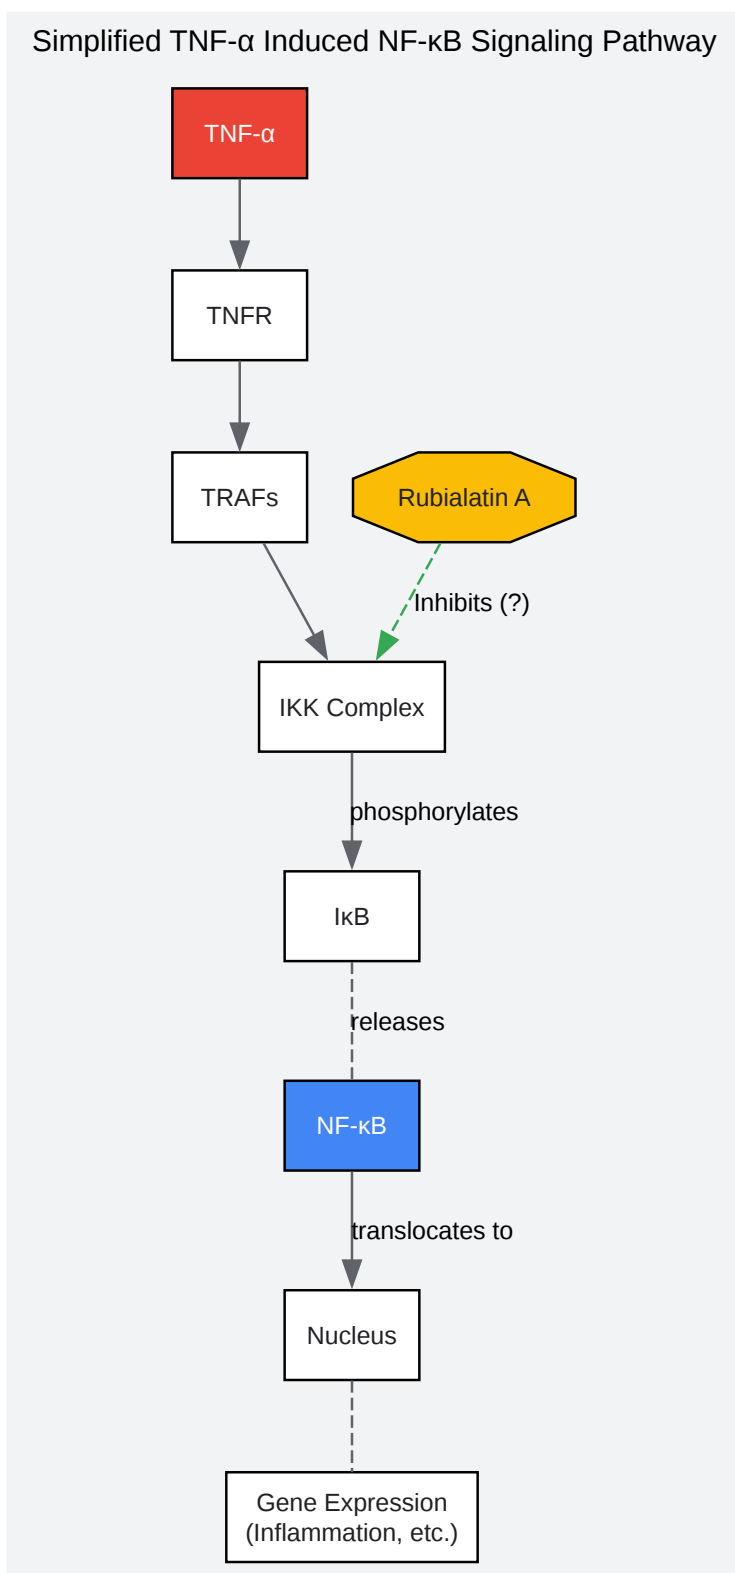 Simplified TNF-α Induced NF-κB Signaling Pathway
TNF-α
TNFR
TRAFs
Rubialatin A
Inhibits (?)
IKK Complex
phosphorylates
IκB
releases
NF-κB
translocates to
Nucleus
Gene Expression
(Inflammation, etc.)